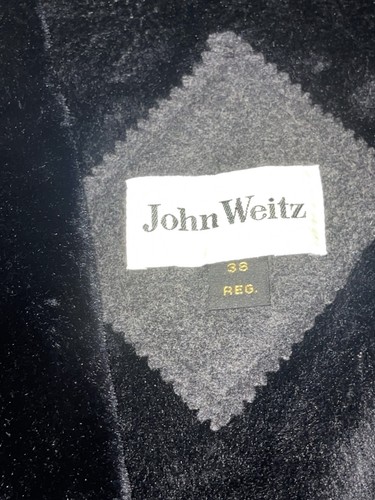 John Weitz
38
REG.